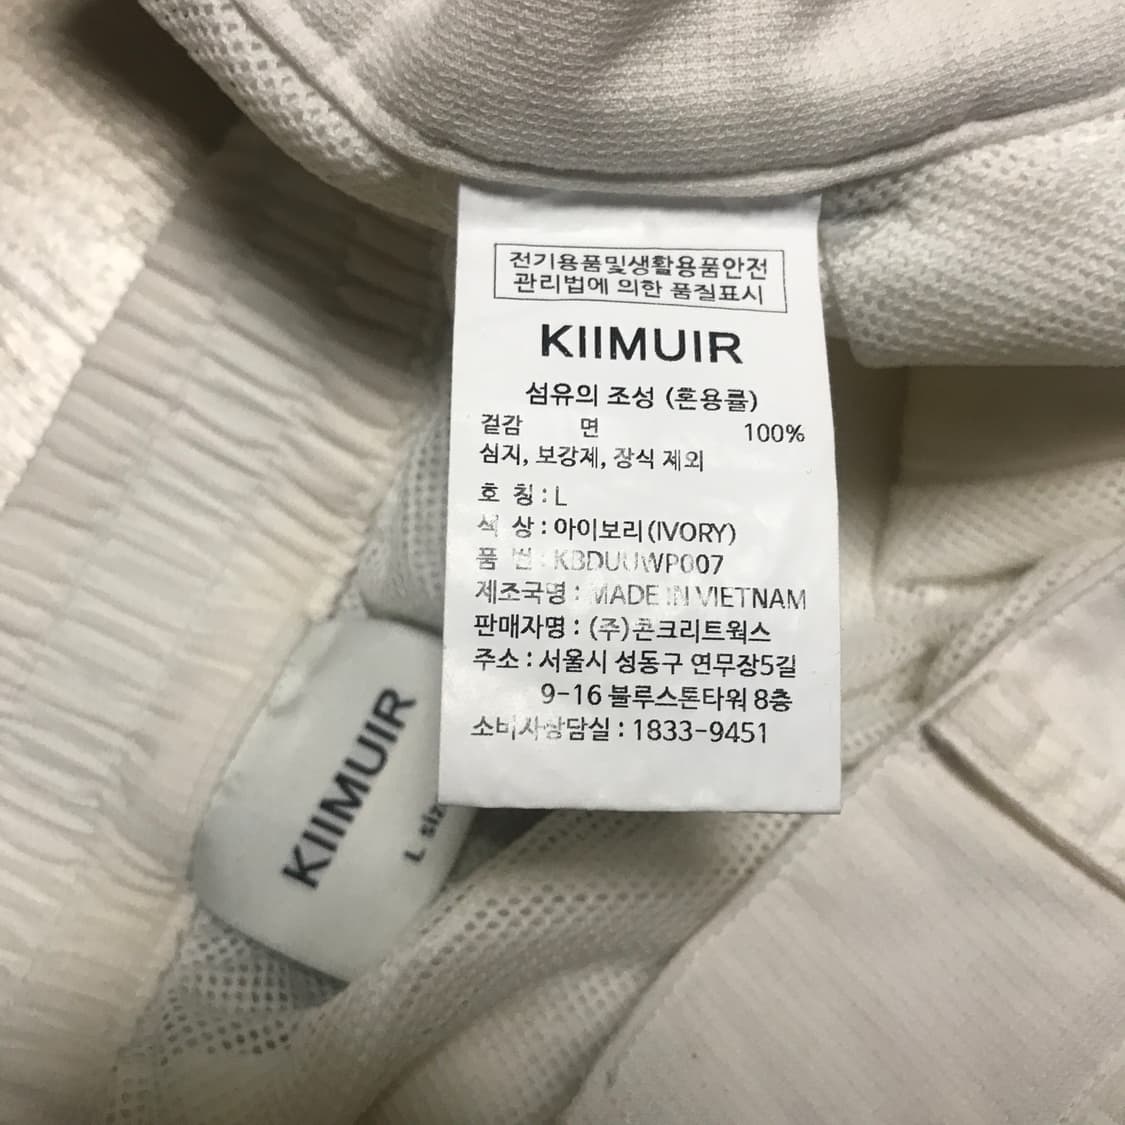 전기용품및생활용품안전
관리법에 의한 품질표시
KIIMUIR
섬유의 조성 (혼용률)
겉감 면 100%
심지, 보강제, 장식 제외
호 칭 : L
색 상 : 아이보리(IVORY)
품 번 : KBDUUWP007
제조국명 : MADE IN VIETNAM
판매자명 : (주)콘크리트웍스
주소 : 서울시 성동구 연무장5길
9-16 블루스톤타워 8층
소비자상담실 : 1833-9451
KIIMUIR
L